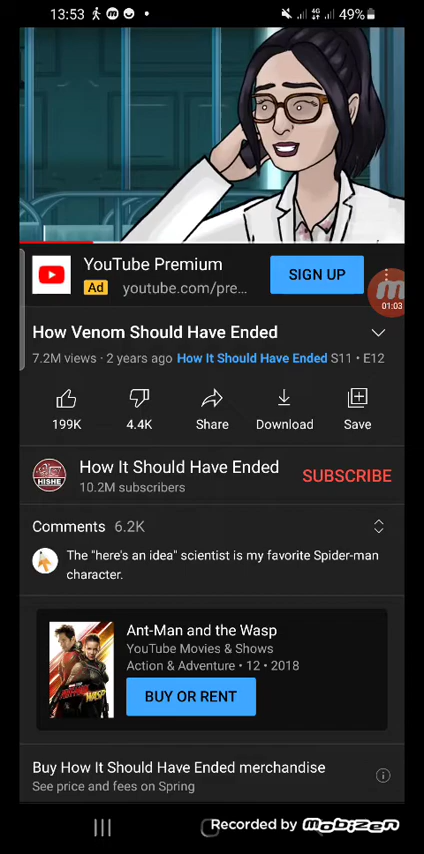 13:53
4G
49%
YouTube Premium
SIGN UP
Ad youtube.com/pre...
01:03
How Venom Should Have Ended
7.2M views · 2 years ago How It Should Have Ended S11 • E12
199K
4.4K
Share
Download
Save
HISHE
How It Should Have Ended
SUBSCRIBE
10.2M subscribers
Comments 6.2K
The "here's an idea" scientist is my favorite Spider-man
character.
Ant-Man and the Wasp
YouTube Movies & Shows
Action & Adventure • 12 • 2018
BUY OR RENT
Buy How It Should Have Ended merchandise
See price and fees on Spring
Recorded by mobizen